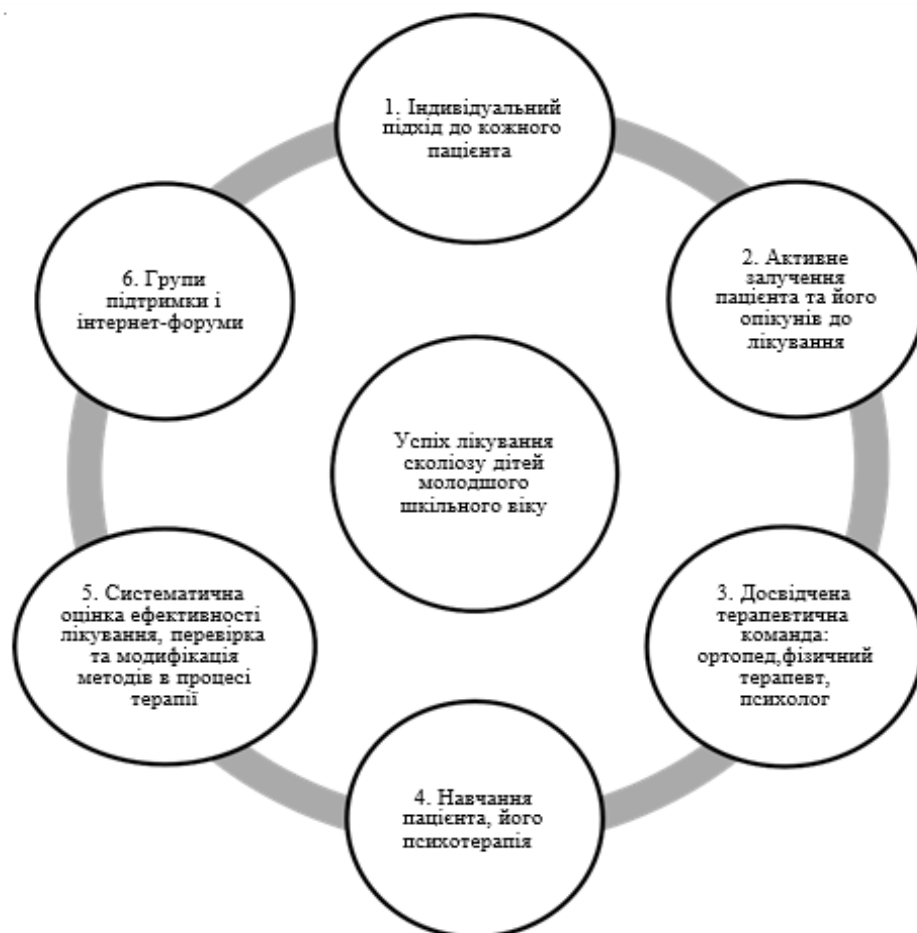 1. Індивідуальний
підхід до кожного
пацієнта
2. Активне
залучення
пацієнта та його
опікунів до
лікування
3. Досвідчена
терапевтична
команда:
ортопед,фізичний
терапевт,
психолог
4. Навчання
пацієнта, його
психотерапія
5. Систематична
оцінка ефективності
лікування, перевірка
та модифікація
методів в процесі
терапії
6. Групи
підтримки і
інтернет-форуми
Успіх лікування
сколіозу дітей
молодшого
шкільного віку